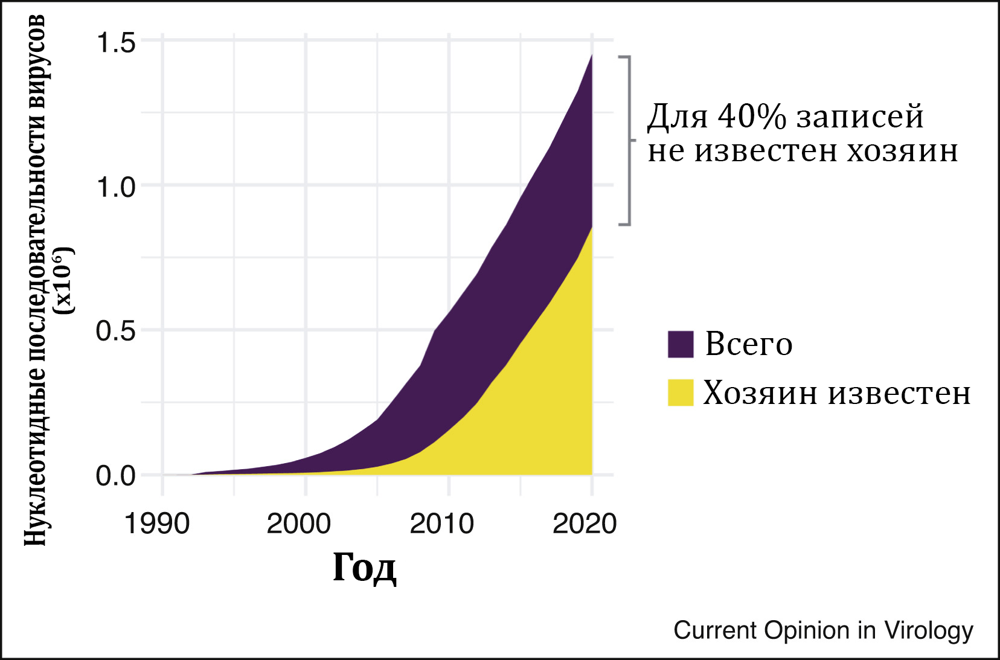 Нуклеотидные последовательности вирусов
(x10⁶)
1.5
1.0
0.5
0.0
1990
2000
2010
2020
Год
Для 40% записей
не известен хозяин
Всего
Хозяин известен
Current Opinion in Virology